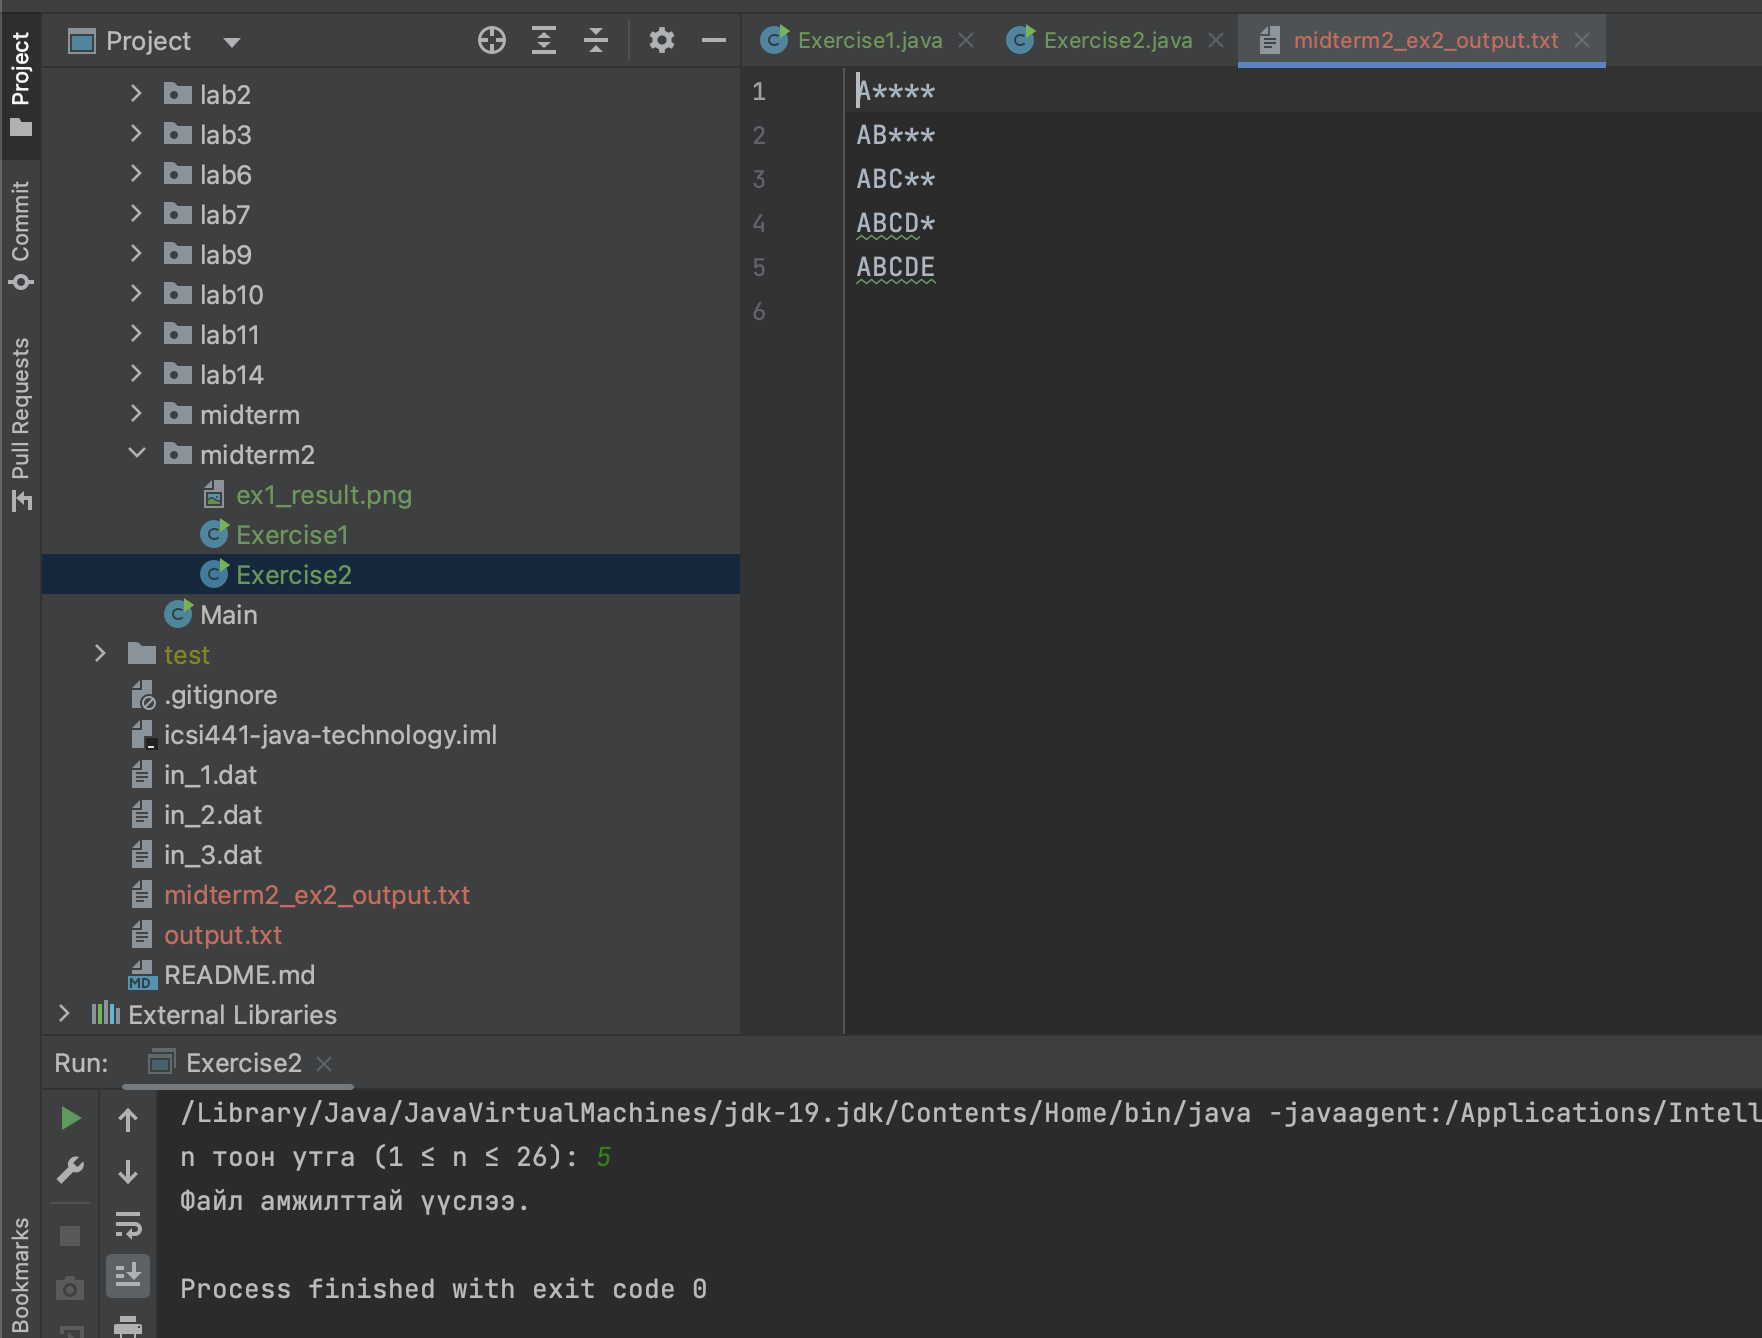 Project
Commit
Pull Requests
Bookmarks
Project
lab2
lab3
lab6
lab7
lab9
lab10
lab11
lab14
midterm
midterm2
ex1_result.png
Exercise1
Exercise2
Main
test
.gitignore
icsi441-java-technology.iml
in_1.dat
in_2.dat
in_3.dat
midterm2_ex2_output.txt
output.txt
README.md
External Libraries
Exercise1.java
Exercise2.java
midterm2_ex2_output.txt
1 A****
2 AB***
3 ABC**
4 ABCD*
5 ABCDE
6
Run: Exercise2
/Library/Java/JavaVirtualMachines/jdk-19.jdk/Contents/Home/bin/java -javaagent:/Applications/Intell
n тоон утга (1 ≤ n ≤ 26): 5
Файл амжилттай үүслээ.
Process finished with exit code 0